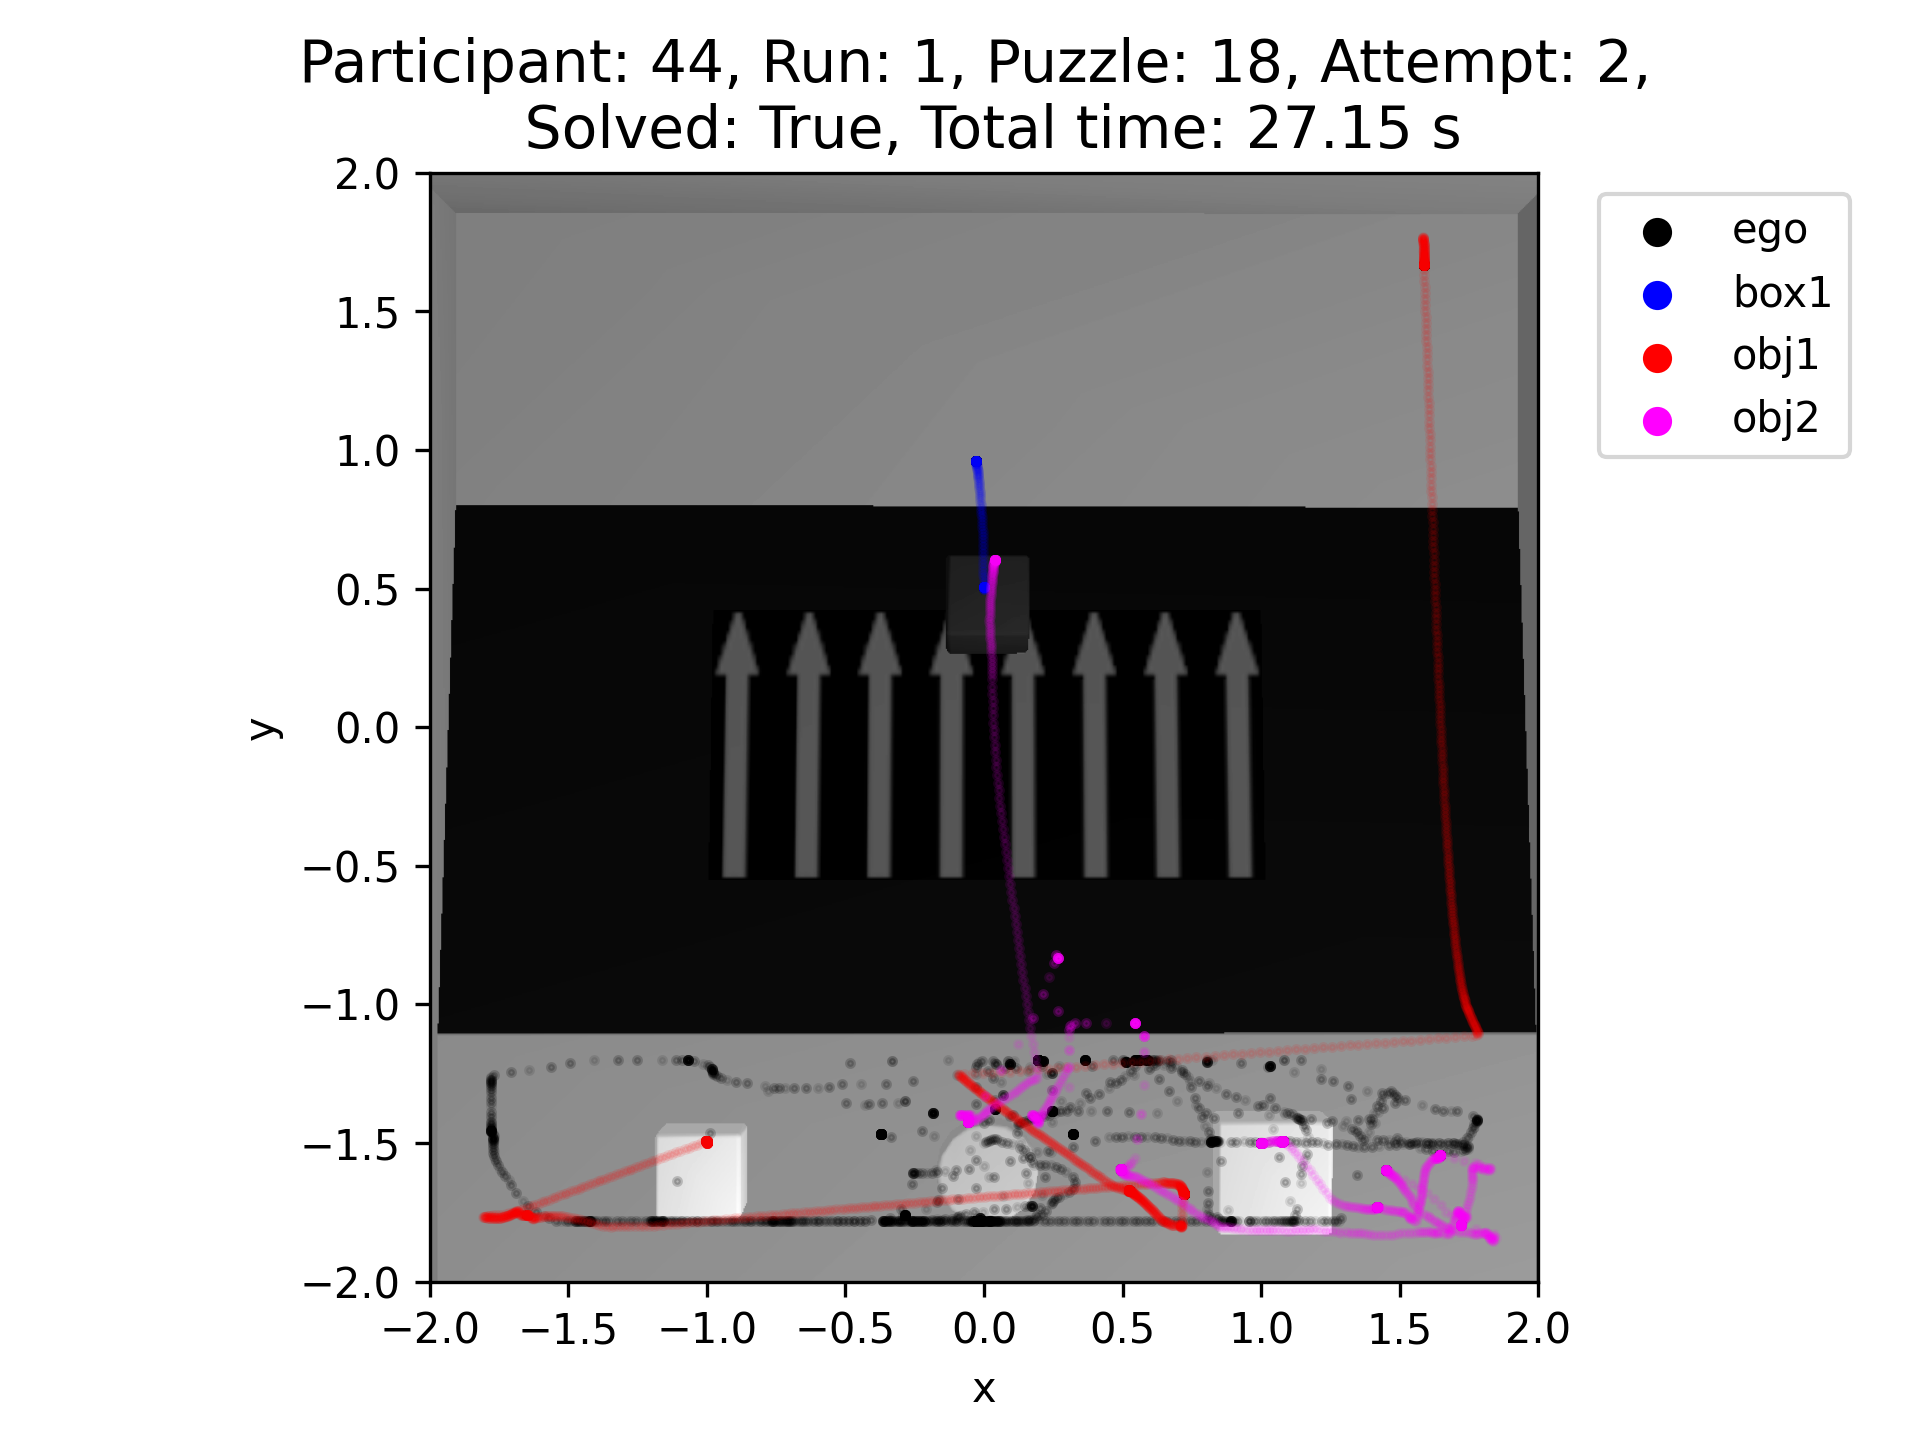 Participant: 44, Run: 1, Puzzle: 18, Attempt: 2,
Solved: True, Total time: 27.15 s
2.0
1.5
1.0
0.5
0.0
−0.5
−1.0
−1.5
−2.0
y
−2.0 −1.5 −1.0 −0.5 0.0 0.5 1.0 1.5 2.0
x
ego
box1
obj1
obj2